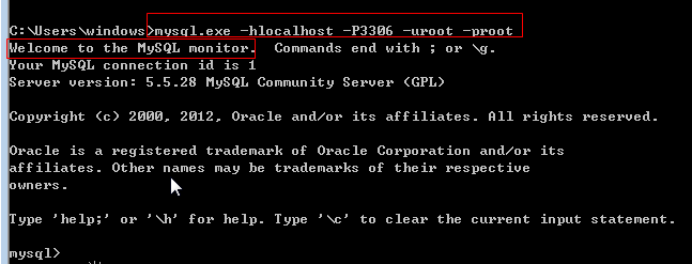 C:\Users\windows>mysql.exe -hlocalhost -P3306 -uroot -proot
Welcome to the MySQL monitor.  Commands end with ; or \g.
Your MySQL connection id is 1
Server version: 5.5.28 MySQL Community Server (GPL)
Copyright (c) 2000, 2012, Oracle and/or its affiliates. All rights reserved.
Oracle is a registered trademark of Oracle Corporation and/or its
affiliates. Other names may be trademarks of their respective
owners.
Type 'help;' or '\h' for help. Type '\c' to clear the current input statement.
mysql>